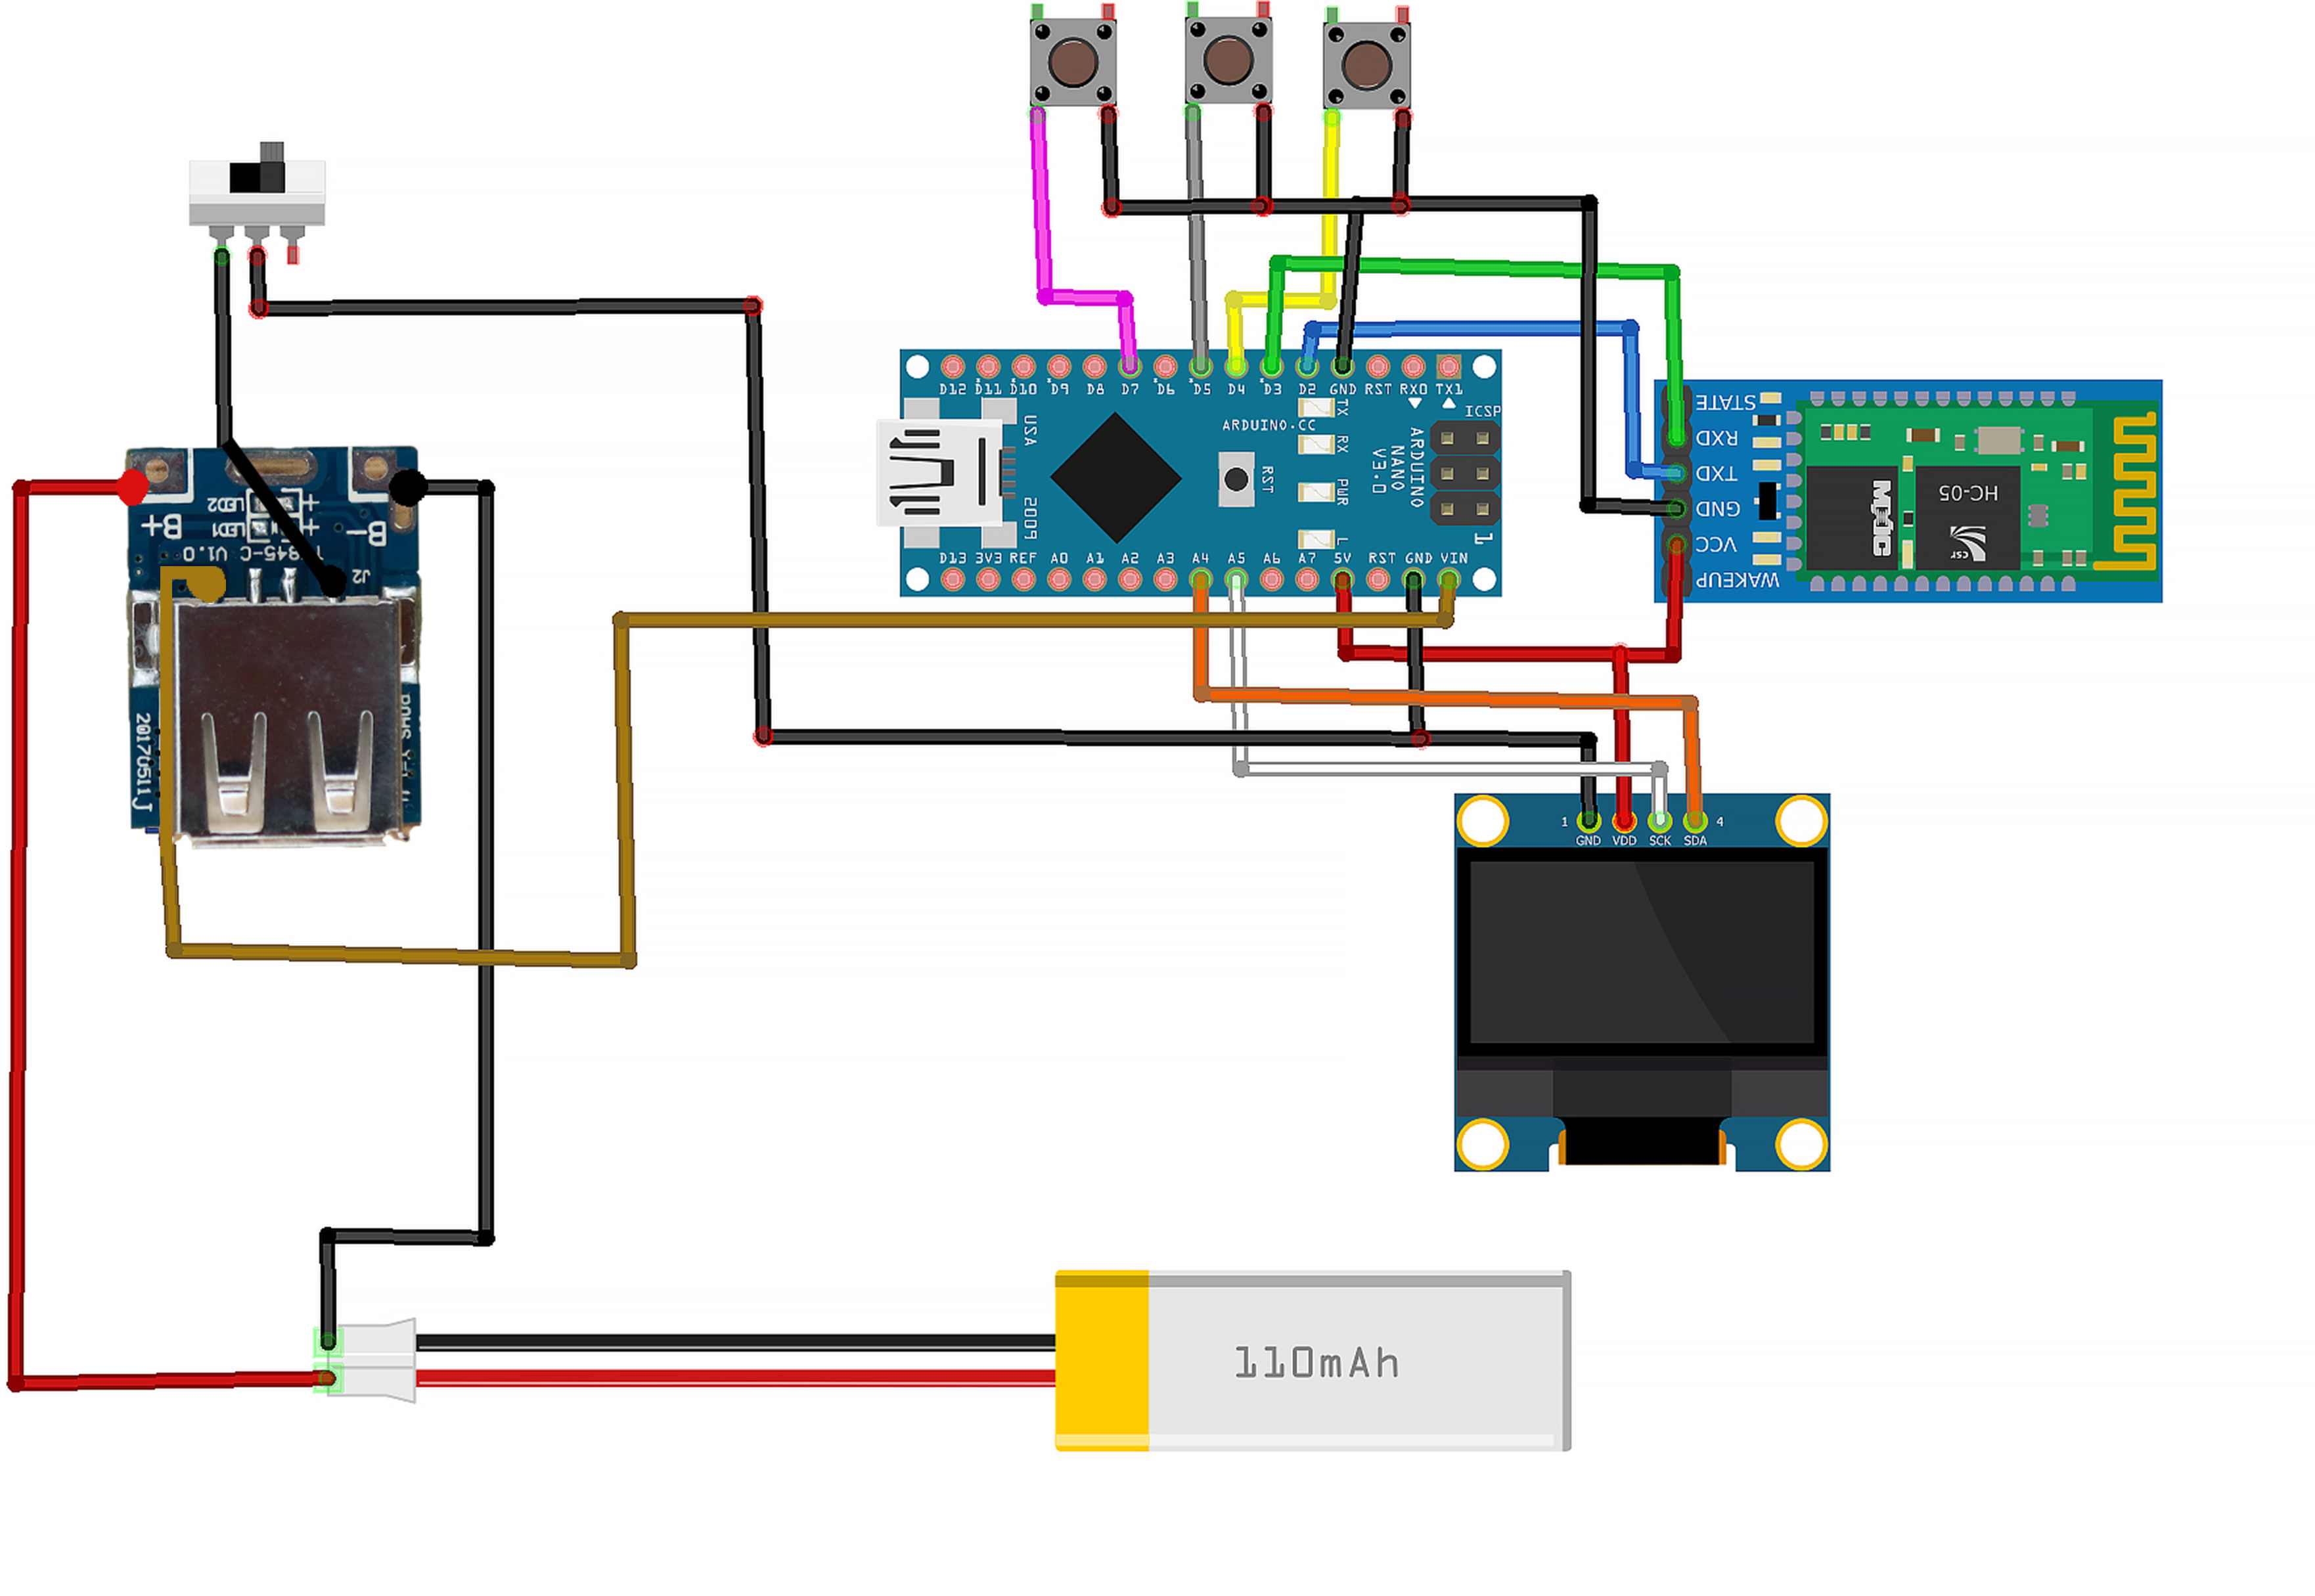 D12 D11 D10 D9 D8 D7 D6 D5 D4 D3 D2 GND RST RX0 TX1
USA
2009
TX
RX
PWR
L
RST
ARDUINO.CC
ARDUINO
NANO
V3.0
ICSP
1
D13 3V3 REF A0 A1 A2 A3 A4 A5 A6 A7 5V RST GND VIN
STATE
RXD
TXD
GND
VCC
WAKEUP
HC-05
csr
LED2
LED1
+
+
B+
B-
V1.0
J2
20170511J
1 4
GND VDD SCK SDA
110mAh